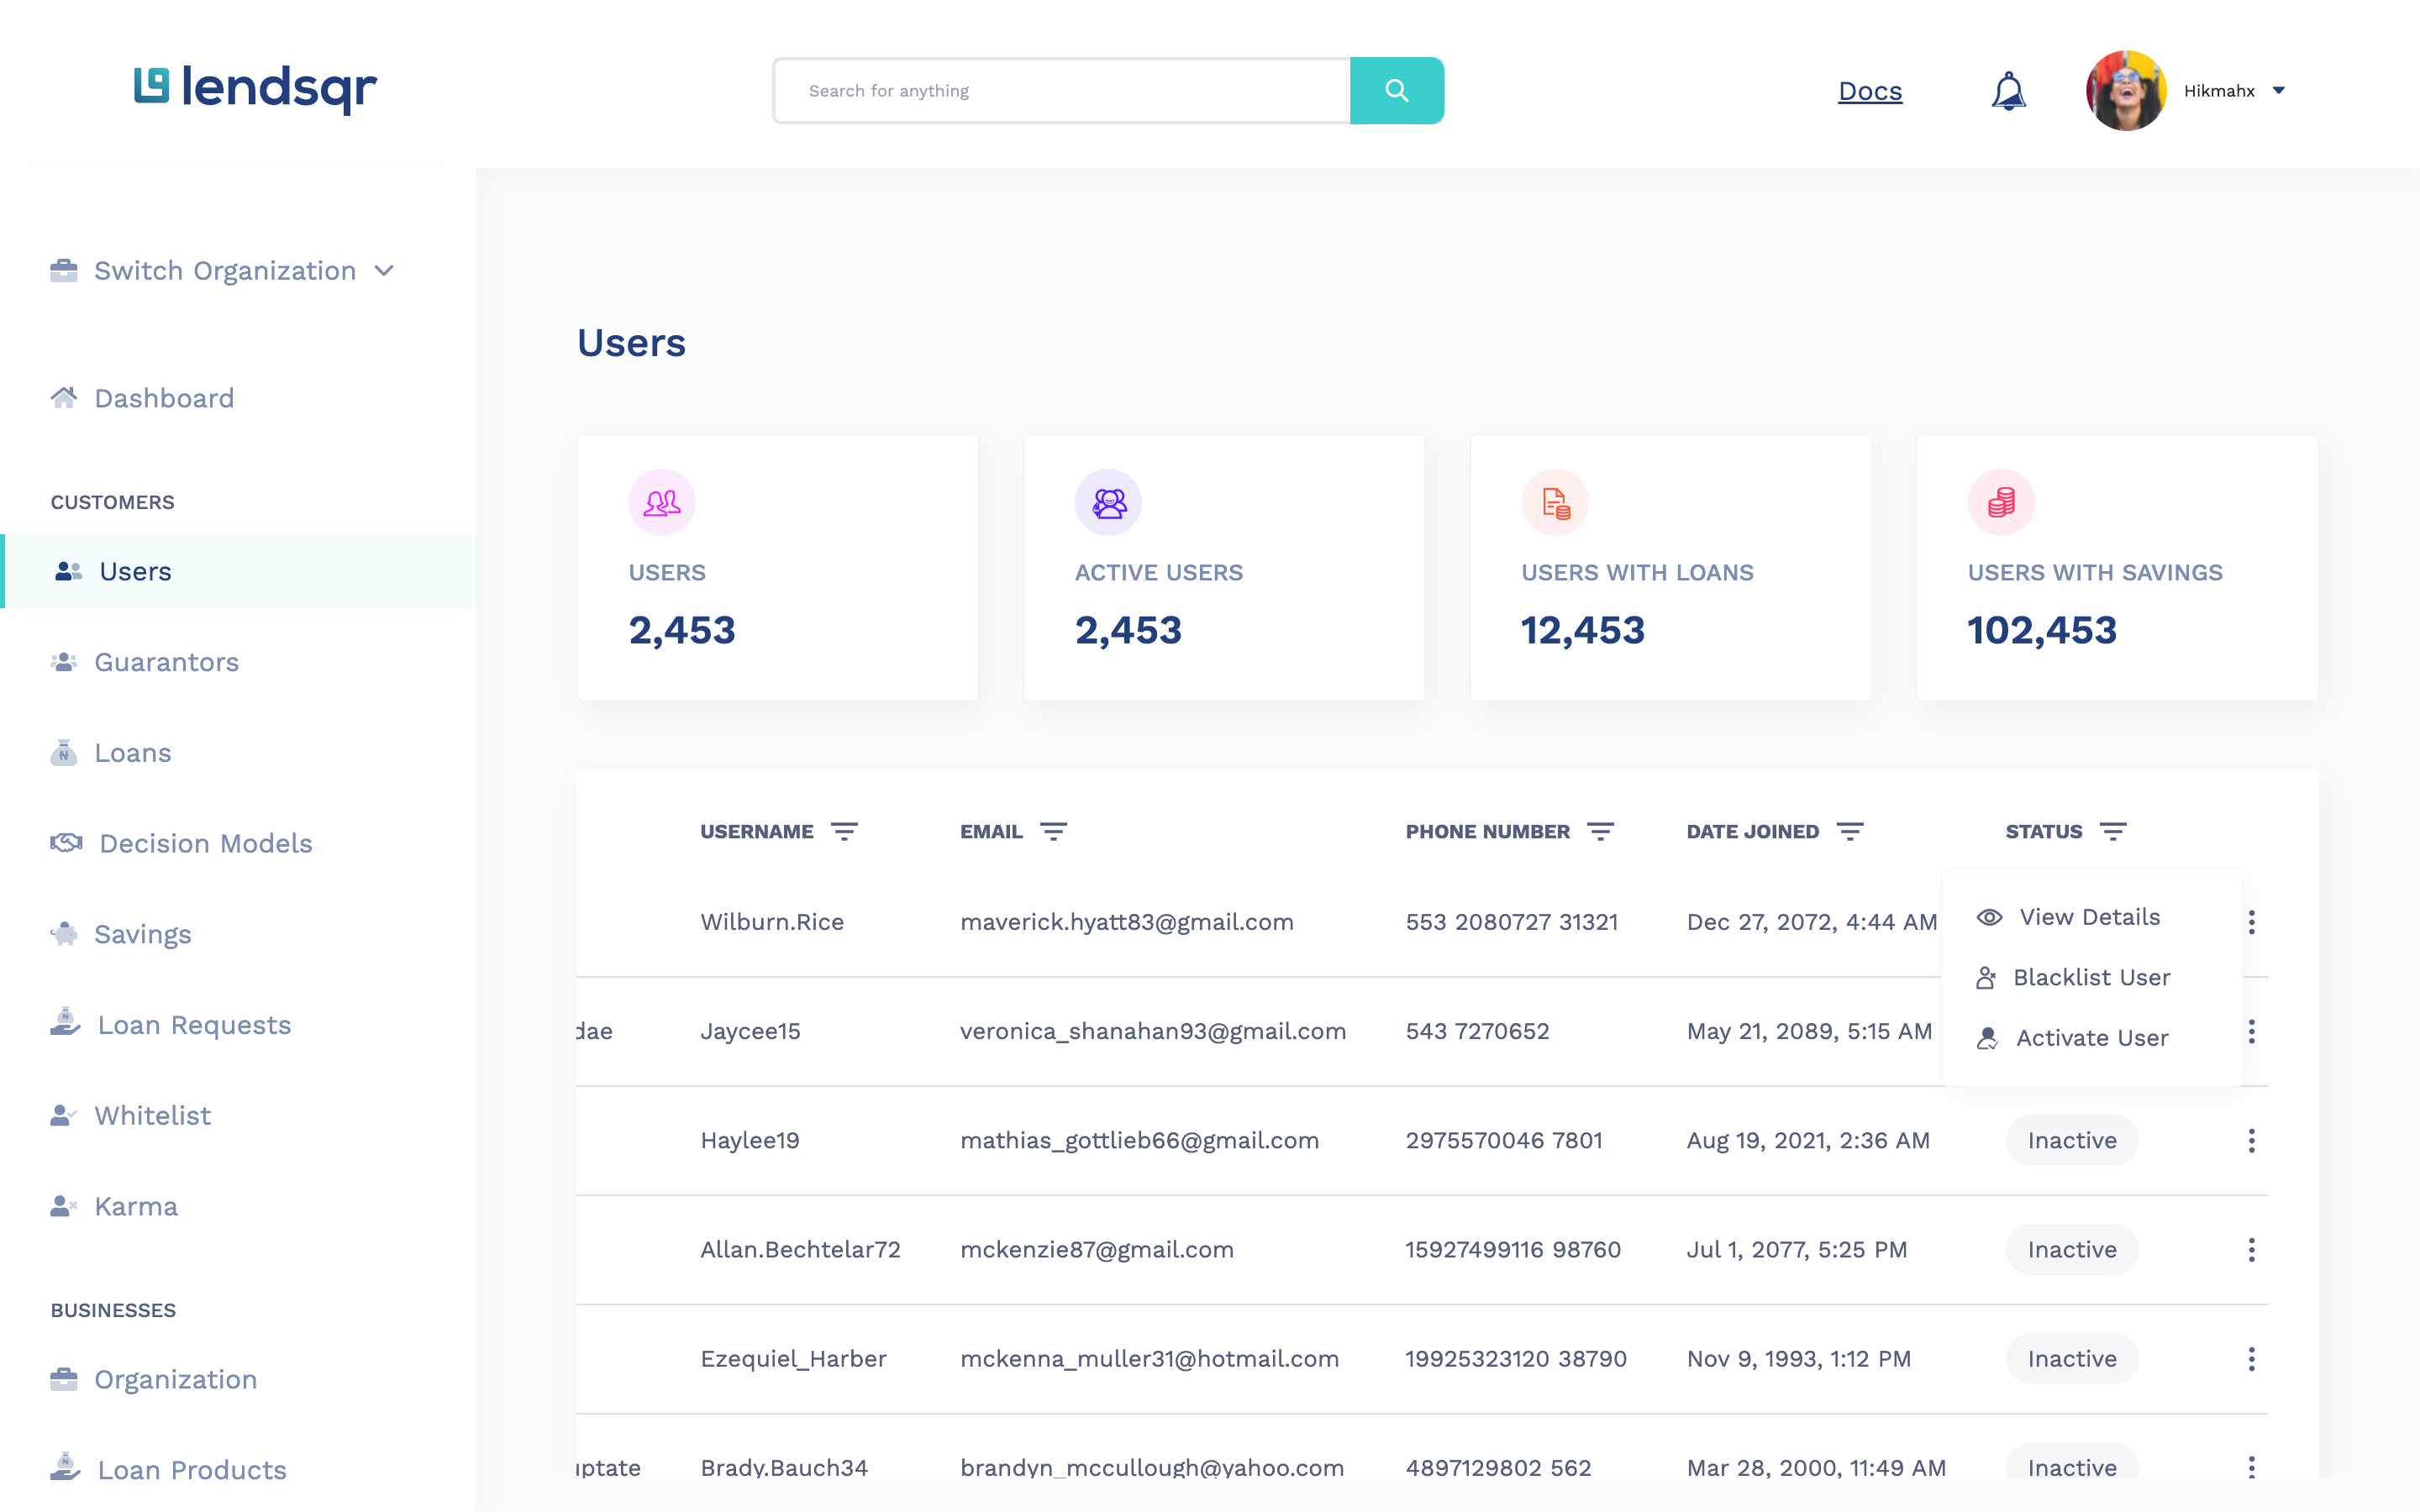 lendsqr
Search for anything
Docs
Hikmahx
Switch Organization
Dashboard
CUSTOMERS
Users
Guarantors
Loans
Decision Models
Savings
Loan Requests
Whitelist
Karma
BUSINESSES
Organization
Loan Products
Users
USERS
2,453
ACTIVE USERS
2,453
USERS WITH LOANS
12,453
USERS WITH SAVINGS
102,453
USERNAME EMAIL PHONE NUMBER DATE JOINED STATUS
Wilburn.Rice maverick.hyatt83@gmail.com 553 2080727 31321 Dec 27, 2072, 4:44 AM
dae Jaycee15 veronica_shanahan93@gmail.com 543 7270652 May 21, 2089, 5:15 AM
View Details
Blacklist User
Activate User
Haylee19 mathias_gottlieb66@gmail.com 2975570046 7801 Aug 19, 2021, 2:36 AM Inactive
Allan.Bechtelar72 mckenzie87@gmail.com 15927499116 98760 Jul 1, 2077, 5:25 PM Inactive
Ezequiel_Harber mckenna_muller31@hotmail.com 19925323120 38790 Nov 9, 1993, 1:12 PM Inactive
uptate Brady.Bauch34 brandyn_mccullough@yahoo.com 4897129802 562 Mar 28, 2000, 11:49 AM Inactive